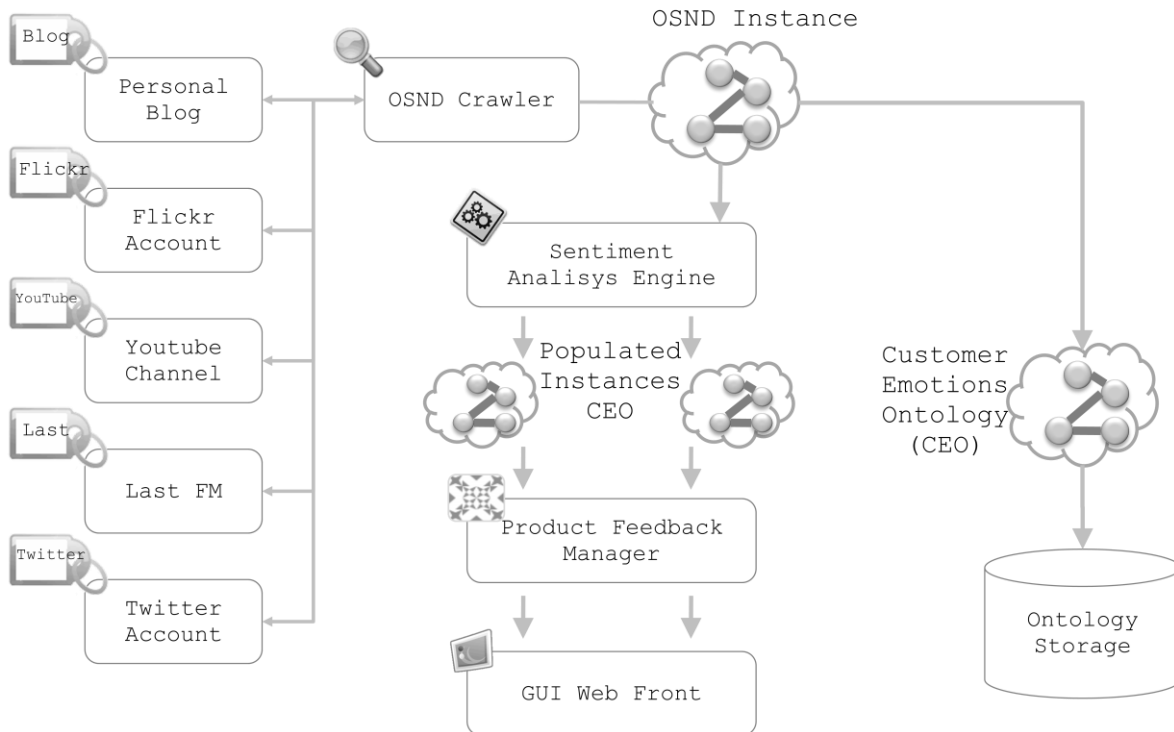 Blog
Personal
Blog
Flickr
Flickr
Account
YouTube
Youtube
Channel
Last
Last FM
Twitter
Twitter
Account
OSND Crawler
OSND Instance
Sentiment
Analisys Engine
Populated
Instances
CEO
Product Feedback
Manager
GUI Web Front
Customer
Emotions
Ontology
(CEO)
Ontology
Storage